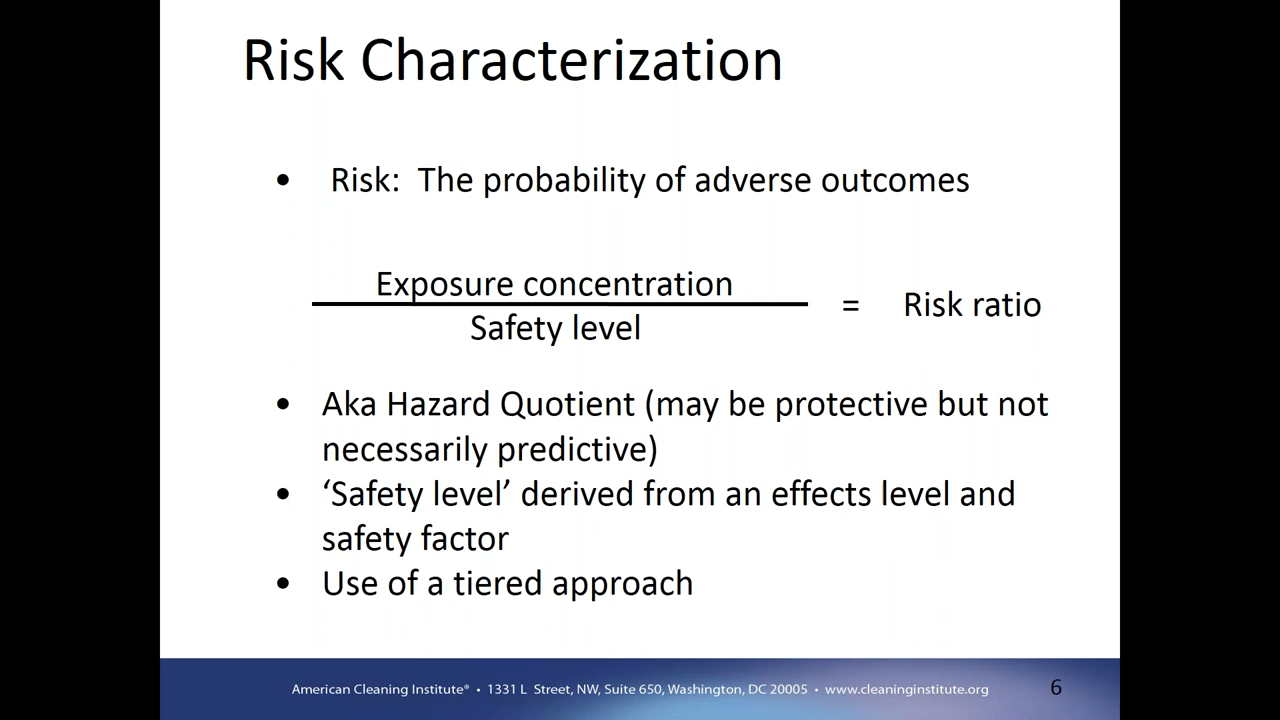 Risk Characterization
• Risk: The probability of adverse outcomes
Exposure concentration
Safety level
= Risk ratio
• Aka Hazard Quotient (may be protective but not
necessarily predictive)
• ‘Safety level’ derived from an effects level and
safety factor
• Use of a tiered approach
American Cleaning Institute® • 1331 L Street, NW, Suite 650, Washington, DC 20005 • www.cleaninginstitute.org
6